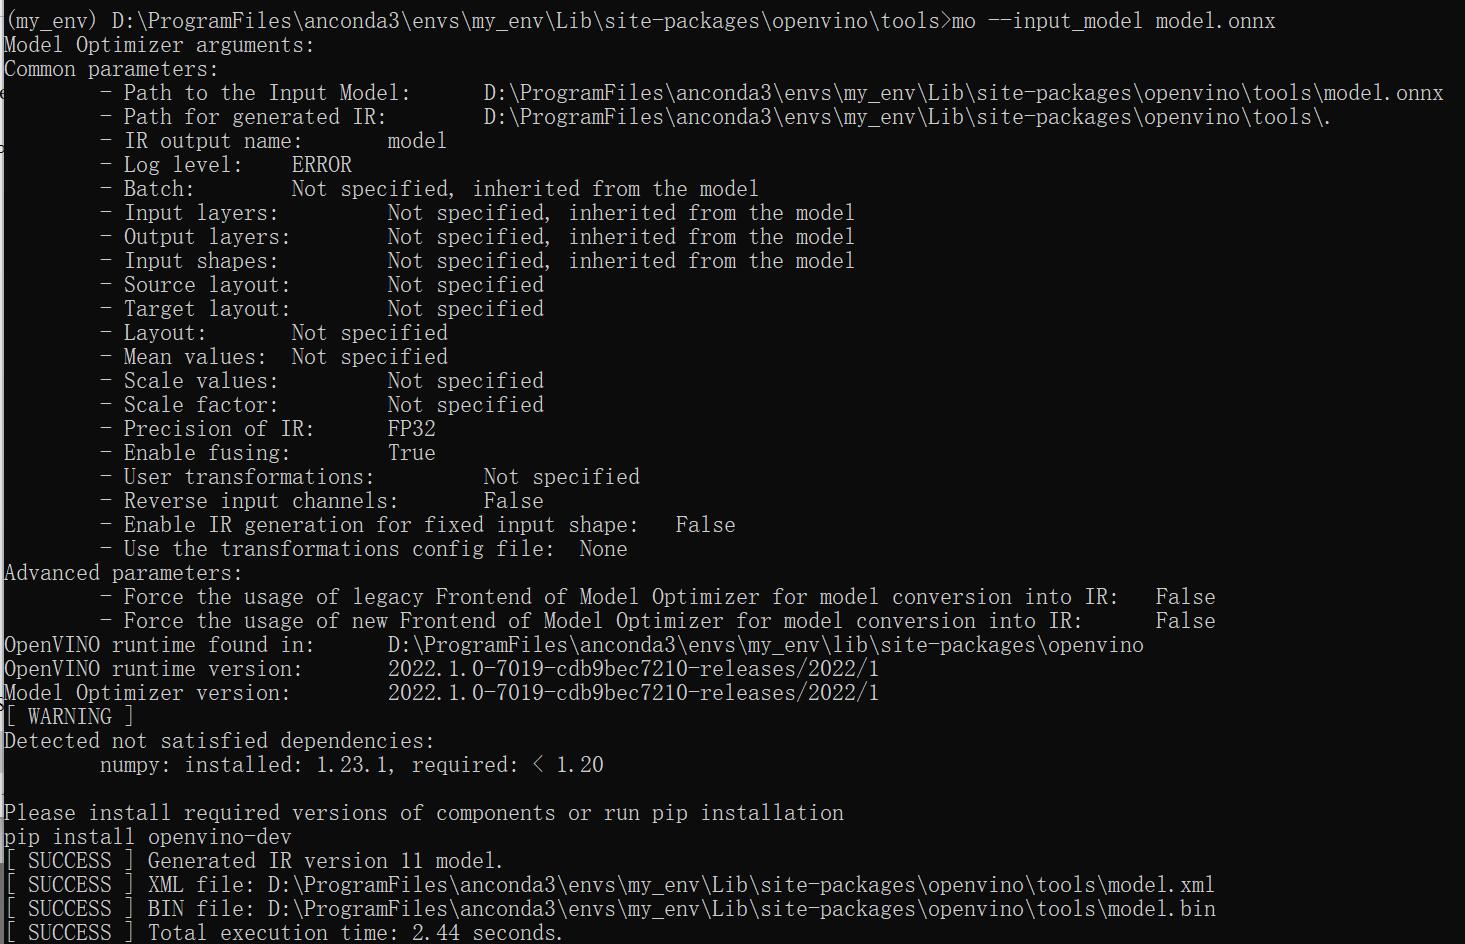 (my_env) D:\ProgramFiles\anconda3\envs\my_env\Lib\site-packages\openvino\tools>mo --input_model model.onnx
Model Optimizer arguments:
Common parameters:
- Path to the Input Model: D:\ProgramFiles\anconda3\envs\my_env\Lib\site-packages\openvino\tools\model.onnx
- Path for generated IR: D:\ProgramFiles\anconda3\envs\my_env\Lib\site-packages\openvino\tools\.
- IR output name: model
- Log level: ERROR
- Batch: Not specified, inherited from the model
- Input layers: Not specified, inherited from the model
- Output layers: Not specified, inherited from the model
- Input shapes: Not specified, inherited from the model
- Source layout: Not specified
- Target layout: Not specified
- Layout: Not specified
- Mean values: Not specified
- Scale values: Not specified
- Scale factor: Not specified
- Precision of IR: FP32
- Enable fusing: True
- User transformations: Not specified
- Reverse input channels: False
- Enable IR generation for fixed input shape: False
- Use the transformations config file: None
Advanced parameters:
- Force the usage of legacy Frontend of Model Optimizer for model conversion into IR: False
- Force the usage of new Frontend of Model Optimizer for model conversion into IR: False
OpenVINO runtime found in: D:\ProgramFiles\anconda3\envs\my_env\lib\site-packages\openvino
OpenVINO runtime version: 2022.1.0-7019-cdb9bec7210-releases/2022/1
Model Optimizer version: 2022.1.0-7019-cdb9bec7210-releases/2022/1
[ WARNING ]
Detected not satisfied dependencies:
numpy: installed: 1.23.1, required: < 1.20
Please install required versions of components or run pip installation
pip install openvino-dev
[ SUCCESS ] Generated IR version 11 model.
[ SUCCESS ] XML file: D:\ProgramFiles\anconda3\envs\my_env\Lib\site-packages\openvino\tools\model.xml
[ SUCCESS ] BIN file: D:\ProgramFiles\anconda3\envs\my_env\Lib\site-packages\openvino\tools\model.bin
[ SUCCESS ] Total execution time: 2.44 seconds.